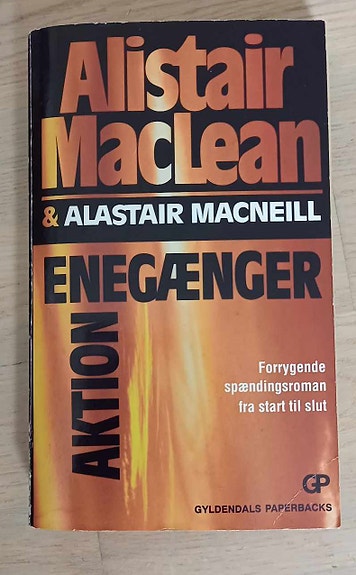 Alistair
MacLean
& ALASTAIR MACNEILL
AKTION
ENEGÆNGER
Forrygende
spændingsroman
fra start til slut
GP
GYLDENDALS PAPERBACKS